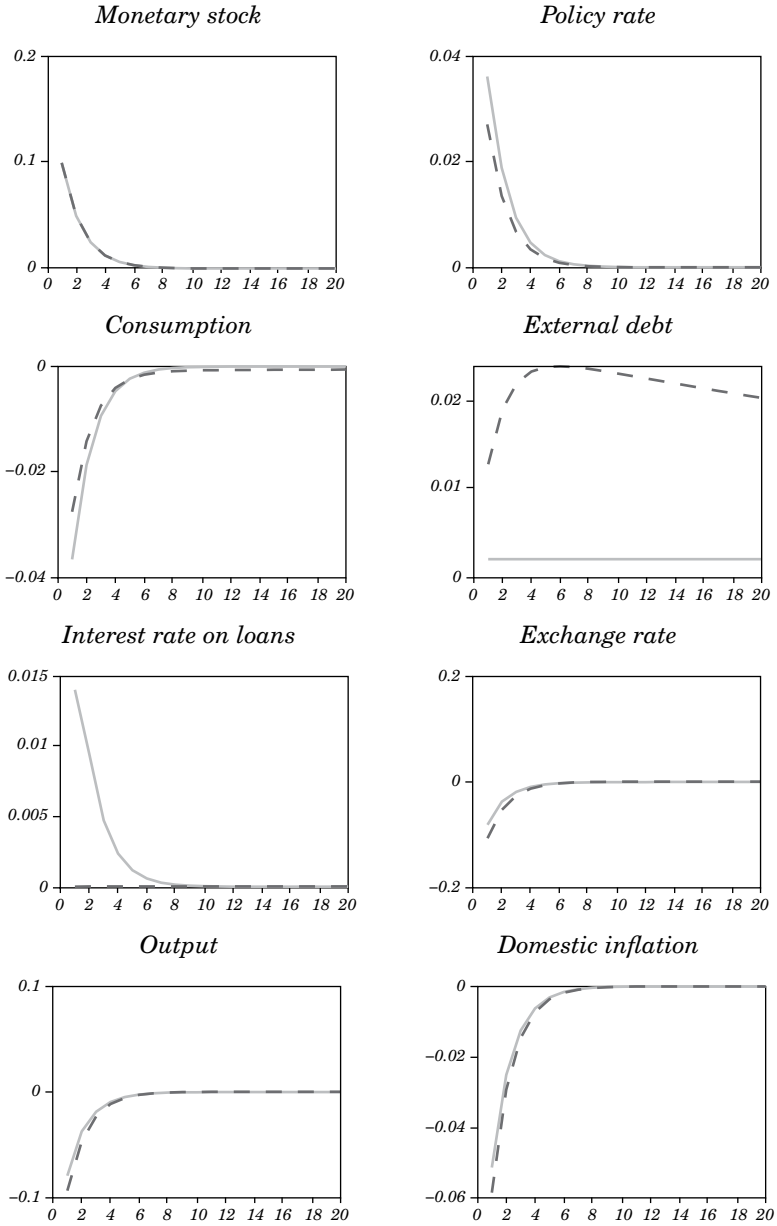 Monetary stock
0.2
0.1
0
0 2 4 6 8 10 12 14 16 18 20
Policy rate
0.04
0.02
0
0 2 4 6 8 10 12 14 16 18 20
Consumption
0
−0.02
−0.04
0 2 4 6 8 10 12 14 16 18 20
External debt
0.02
0.01
0
0 2 4 6 8 10 12 14 16 18 20
Interest rate on loans
0.015
0.01
0.005
0
0 2 4 6 8 10 12 14 16 18 20
Exchange rate
0.2
0
−0.2
0 2 4 6 8 10 12 14 16 18 20
Output
0.1
0
−0.1
0 2 4 6 8 10 12 14 16 18 20
Domestic inflation
0
−0.02
−0.04
−0.06
0 2 4 6 8 10 12 14 16 18 20